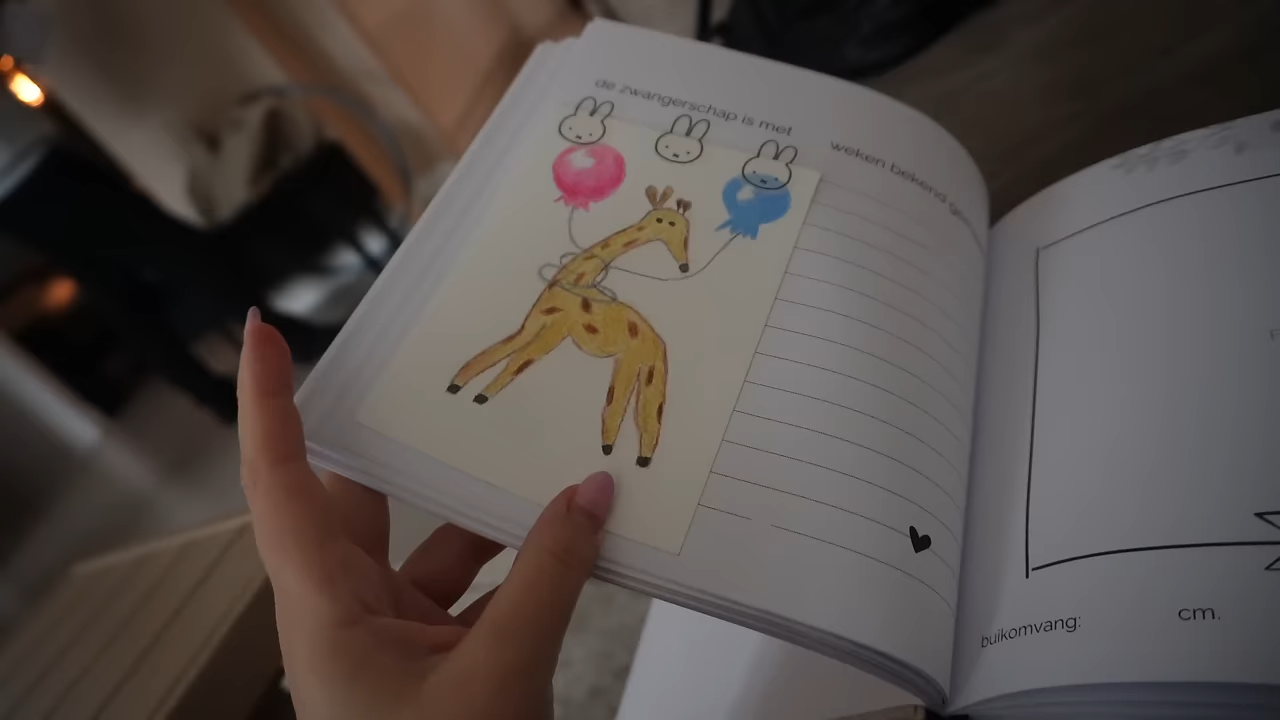 de zwangerschap is met
weken bekend
buikomvang: cm.